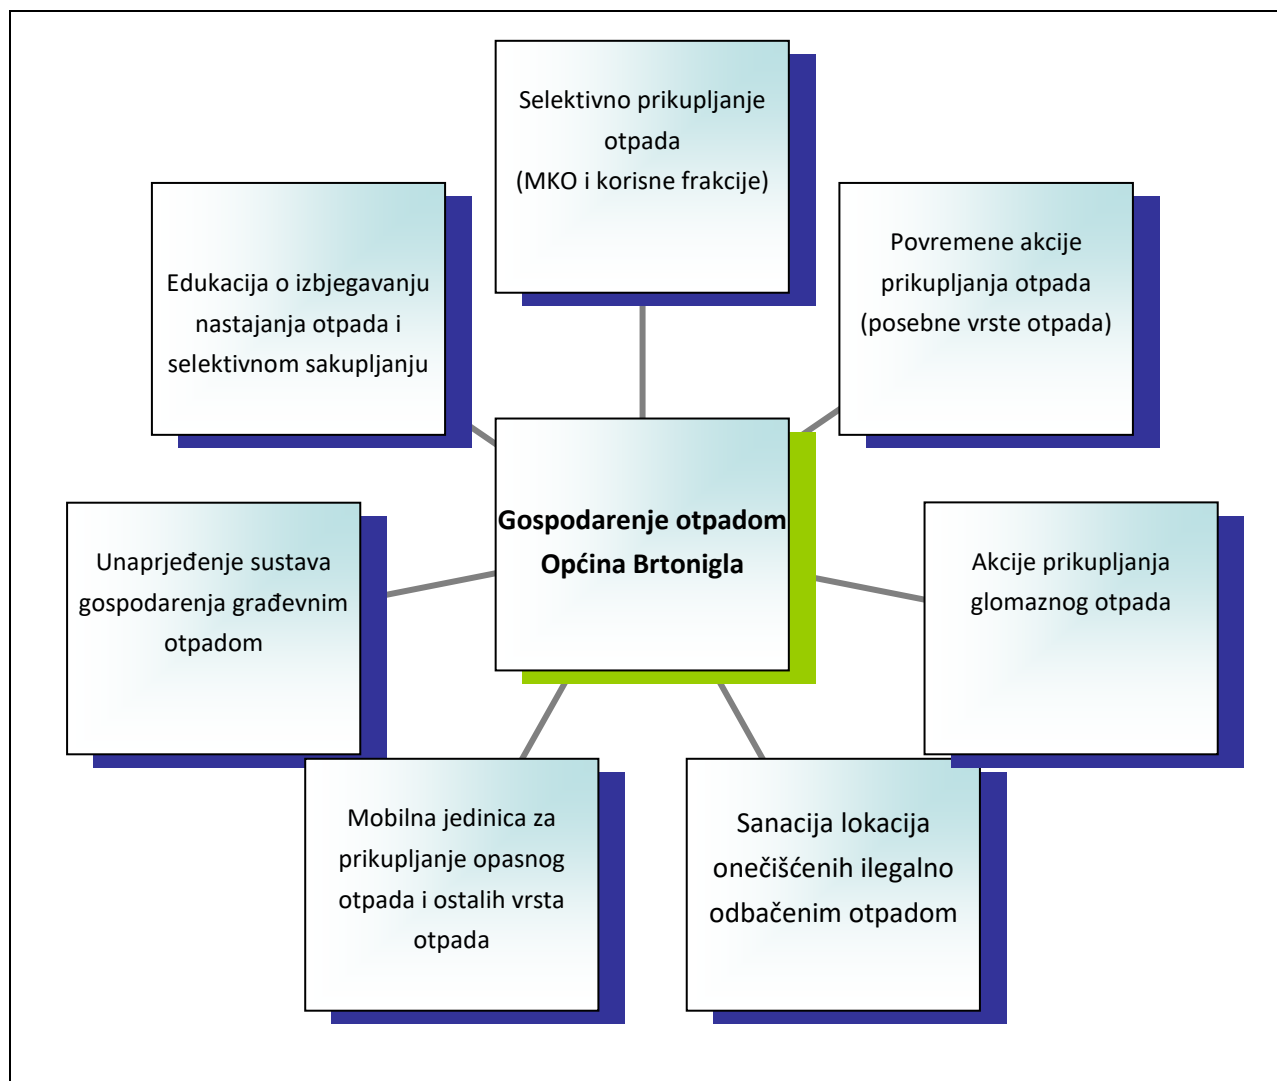 Selektivno prikupljanje
otpada
(MKO i korisne frakcije)
Povremene akcije
prikupljanja otpada
(posebne vrste otpada)
Edukacija o izbjegavanju
nastajanja otpada i
selektivnom sakupljanju
Gospodarenje otpadom
Općina Brtonigla
Unaprjeđenje sustava
gospodarenja građevnim
otpadom
Akcije prikupljanja
glomaznog otpada
Mobilna jedinica za
prikupljanje opasnog
otpada i ostalih vrsta
otpada
Sanacija lokacija
onečišćenih ilegalno
odbačenim otpadom